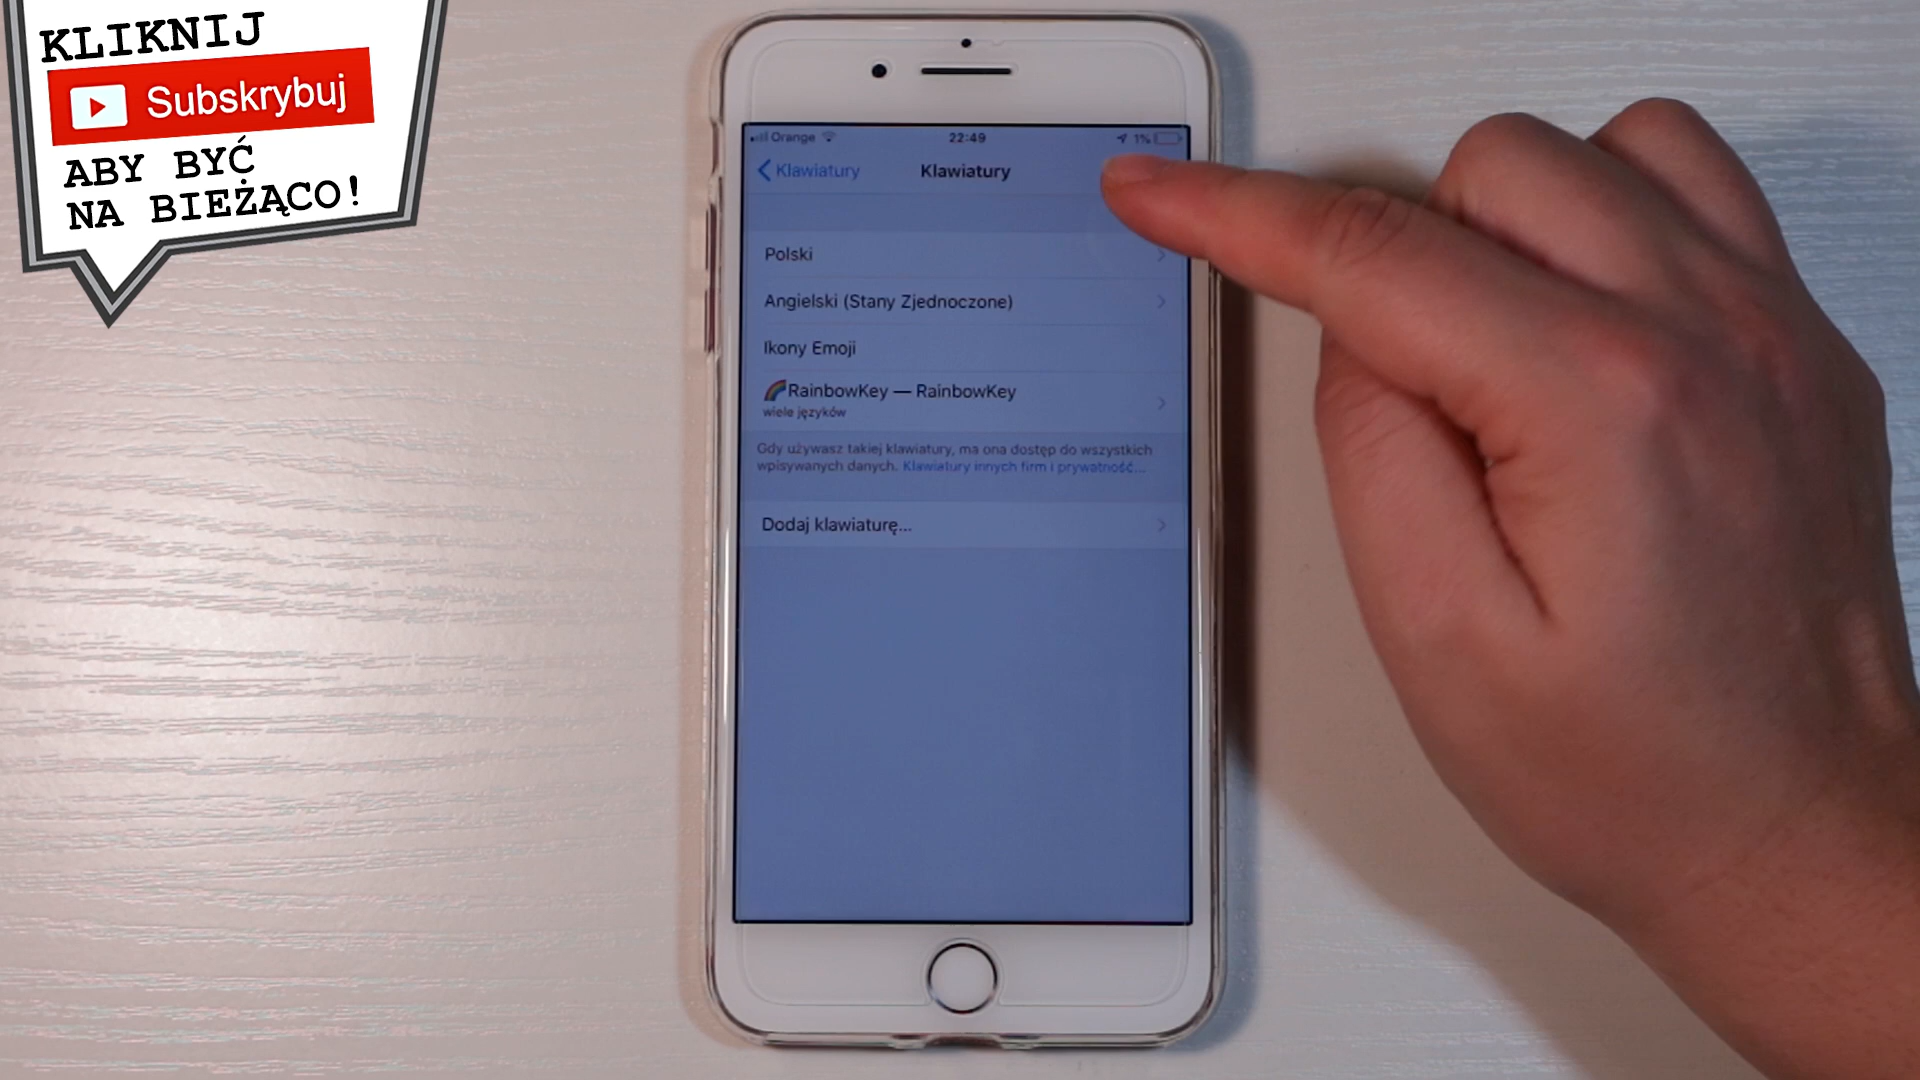 KLIKNIJ
Subskrybuj
ABY BYĆ
NA BIEŻĄCO!
Orange 22:49 1%
Klawiatury Klawiatury
Polski
Angielski (Stany Zjednoczone)
Ikony Emoji
🌈RainbowKey — RainbowKey
wiele języków
Gdy używasz takiej klawiatury, ma ona dostęp do wszystkich
wpisywanych danych. Klawiatury innych firm i prywatność...
Dodaj klawiaturę...